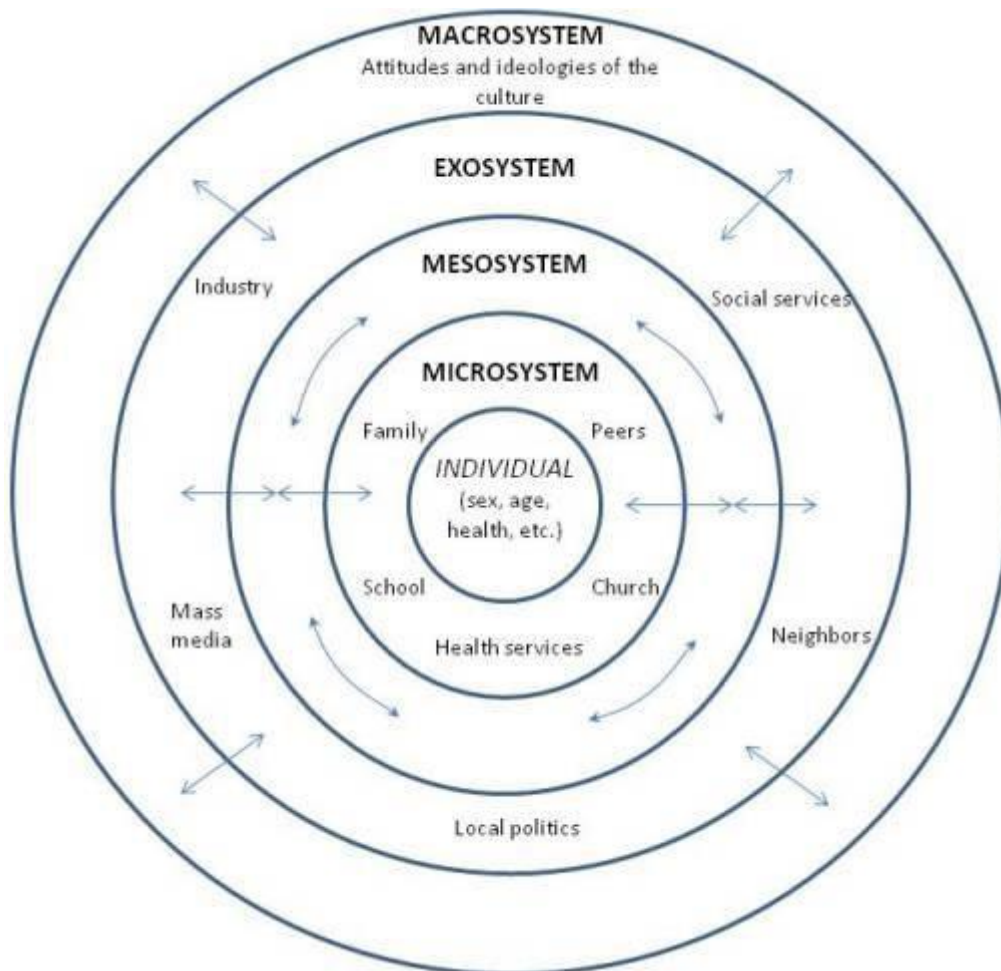 MACROSYSTEM
Attitudes and ideologies of the
culture
EXOSYSTEM
MESOSYSTEM
Industry
Social services
MICROSYSTEM
Family
Peers
INDIVIDUAL
(sex, age,
health, etc.)
School
Church
Mass
media
Neighbors
Health services
Local politics